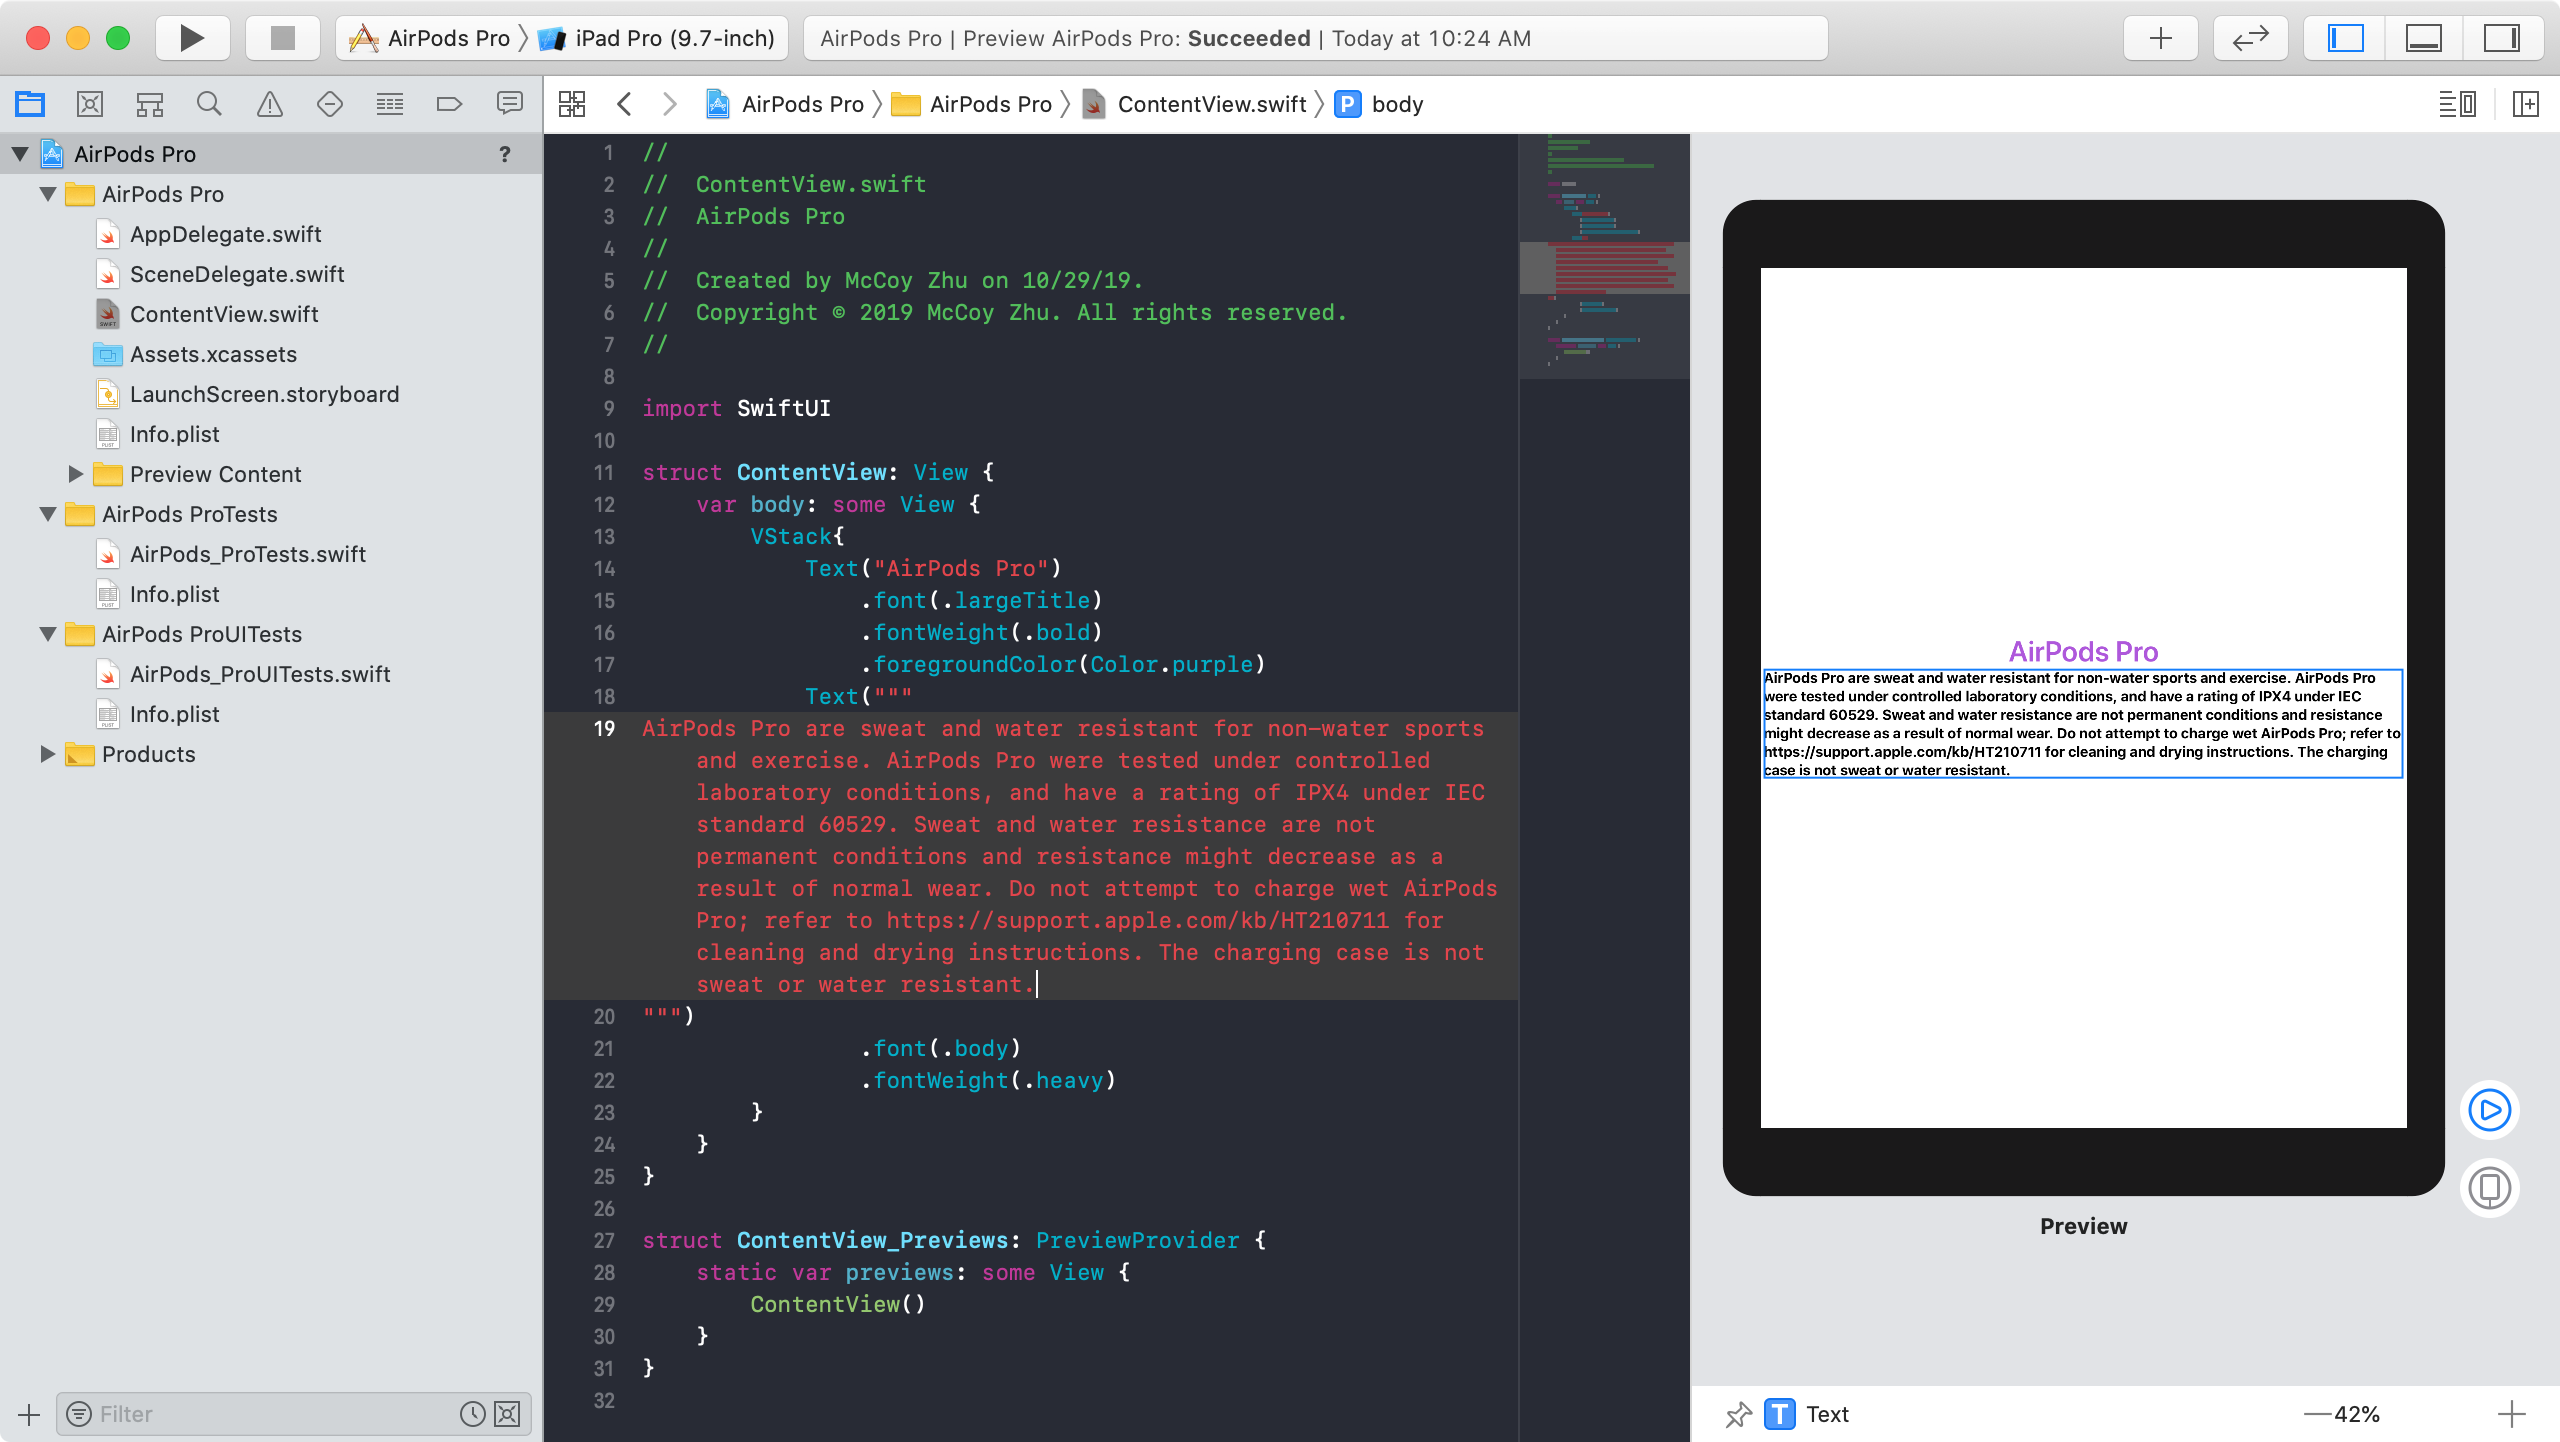 AirPods Pro iPad Pro (9.7-inch)
AirPods Pro | Preview AirPods Pro: Succeeded | Today at 10:24 AM
AirPods Pro AirPods Pro ContentView.swift P body
AirPods Pro ?
AirPods Pro
AppDelegate.swift
SceneDelegate.swift
ContentView.swift
Assets.xcassets
LaunchScreen.storyboard
Info.plist
Preview Content
AirPods ProTests
AirPods_ProTests.swift
Info.plist
AirPods ProUITests
AirPods_ProUITests.swift
Info.plist
Products
Filter
1 //
2 //  ContentView.swift
3 //  AirPods Pro
4 //
5 //  Created by McCoy Zhu on 10/29/19.
6 //  Copyright © 2019 McCoy Zhu. All rights reserved.
7 //
8
9 import SwiftUI
10
11 struct ContentView: View {
12     var body: some View {
13         VStack{
14             Text("AirPods Pro")
15                 .font(.largeTitle)
16                 .fontWeight(.bold)
17                 .foregroundColor(Color.purple)
18             Text("""
19 AirPods Pro are sweat and water resistant for non-water sports
and exercise. AirPods Pro were tested under controlled
laboratory conditions, and have a rating of IPX4 under IEC
standard 60529. Sweat and water resistance are not
permanent conditions and resistance might decrease as a
result of normal wear. Do not attempt to charge wet AirPods
Pro; refer to https://support.apple.com/kb/HT210711 for
cleaning and drying instructions. The charging case is not
sweat or water resistant.
20 """)
21                 .font(.body)
22                 .fontWeight(.heavy)
23         }
24     }
25 }
26
27 struct ContentView_Previews: PreviewProvider {
28     static var previews: some View {
29         ContentView()
30     }
31 }
32
AirPods Pro
AirPods Pro are sweat and water resistant for non-water sports and exercise. AirPods Pro
were tested under controlled laboratory conditions, and have a rating of IPX4 under IEC
standard 60529. Sweat and water resistance are not permanent conditions and resistance
might decrease as a result of normal wear. Do not attempt to charge wet AirPods Pro; refer to
https://support.apple.com/kb/HT210711 for cleaning and drying instructions. The charging
case is not sweat or water resistant.
Preview
T Text
42%